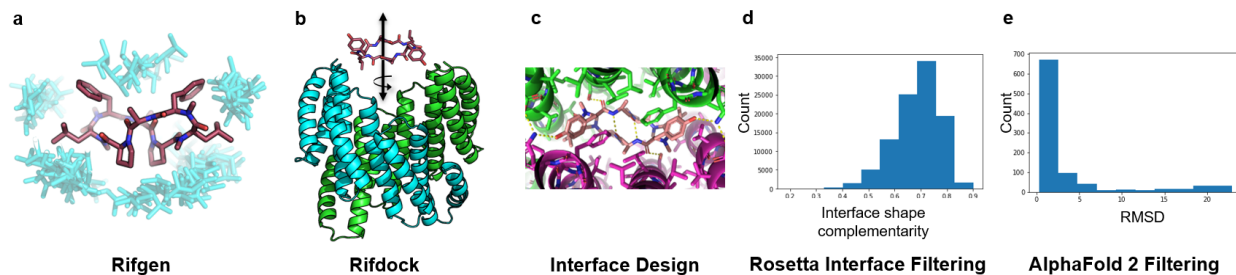 a
b
c
d
e
35000
30000
25000
20000
15000
10000
5000
0
Count
0.2 0.3 0.4 0.5 0.6 0.7 0.8 0.9
Interface shape
complementarity
700
600
500
400
300
200
100
0
Count
0 5 10 15 20
RMSD
Rifgen
Rifdock
Interface Design
Rosetta Interface Filtering
AlphaFold 2 Filtering